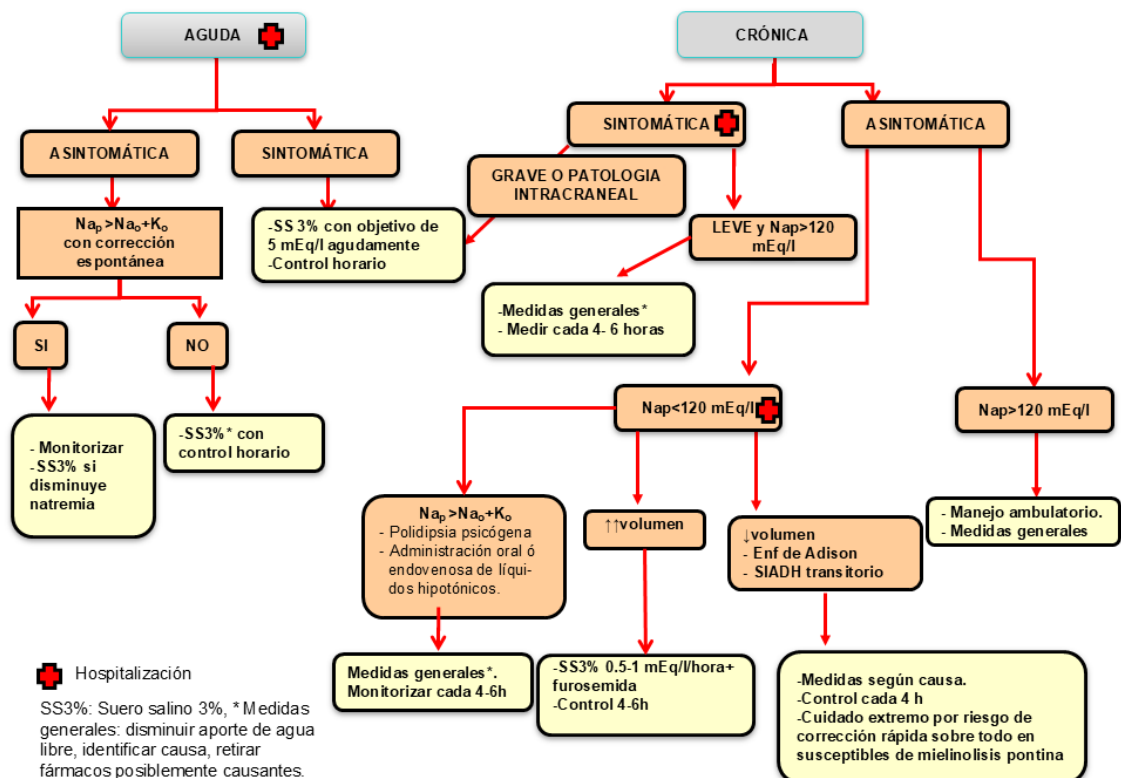 AGUDA
CRÓNICA
ASINTOMÁTICA
SINTOMÁTICA
SINTOMÁTICA
ASINTOMÁTICA
GRAVE O PATOLOGIA
INTRACRANEAL
Naₚ>Naₒ+Kₒ
con corrección
espontánea
-SS 3% con objetivo de
5 mEq/l agudamente
-Control horario
LEVE y Nap>120
mEq/l
-Medidas generales*
- Medir cada 4- 6 horas
SI
NO
- Monitorizar
-SS3% si
disminuye
natremia
-SS3%* con
control horario
Nap<120 mEq/l
Nap>120 mEq/l
Naₚ>Naₒ+Kₒ
- Polidipsia psicógena
- Administración oral ó
endovenosa de líqui-
dos hipotónicos.
↑↑volumen
↓volumen
- Enf de Adison
- SIADH transitorio
- Manejo ambulatorio.
- Medidas generales
Medidas generales*.
Monitorizar cada 4-6h
-SS3% 0.5-1 mEq/l/hora+
furosemida
-Control 4-6h
-Medidas según causa.
-Control cada 4 h
-Cuidado extremo por riesgo de
corrección rápida sobre todo en
susceptibles de mielinolisis pontina
Hospitalización
SS3%: Suero salino 3%, * Medidas
generales: disminuir aporte de agua
libre, identificar causa, retirar
fármacos posiblemente causantes.